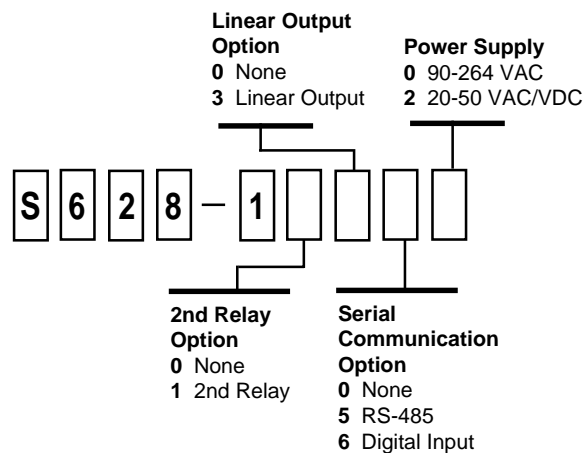 Linear Output
Option
0 None
3 Linear Output
Power Supply
0 90-264 VAC
2 20-50 VAC/VDC
S 6 2 8 – 1
2nd Relay
Option
0 None
1 2nd Relay
Serial
Communication
Option
0 None
5 RS-485
6 Digital Input